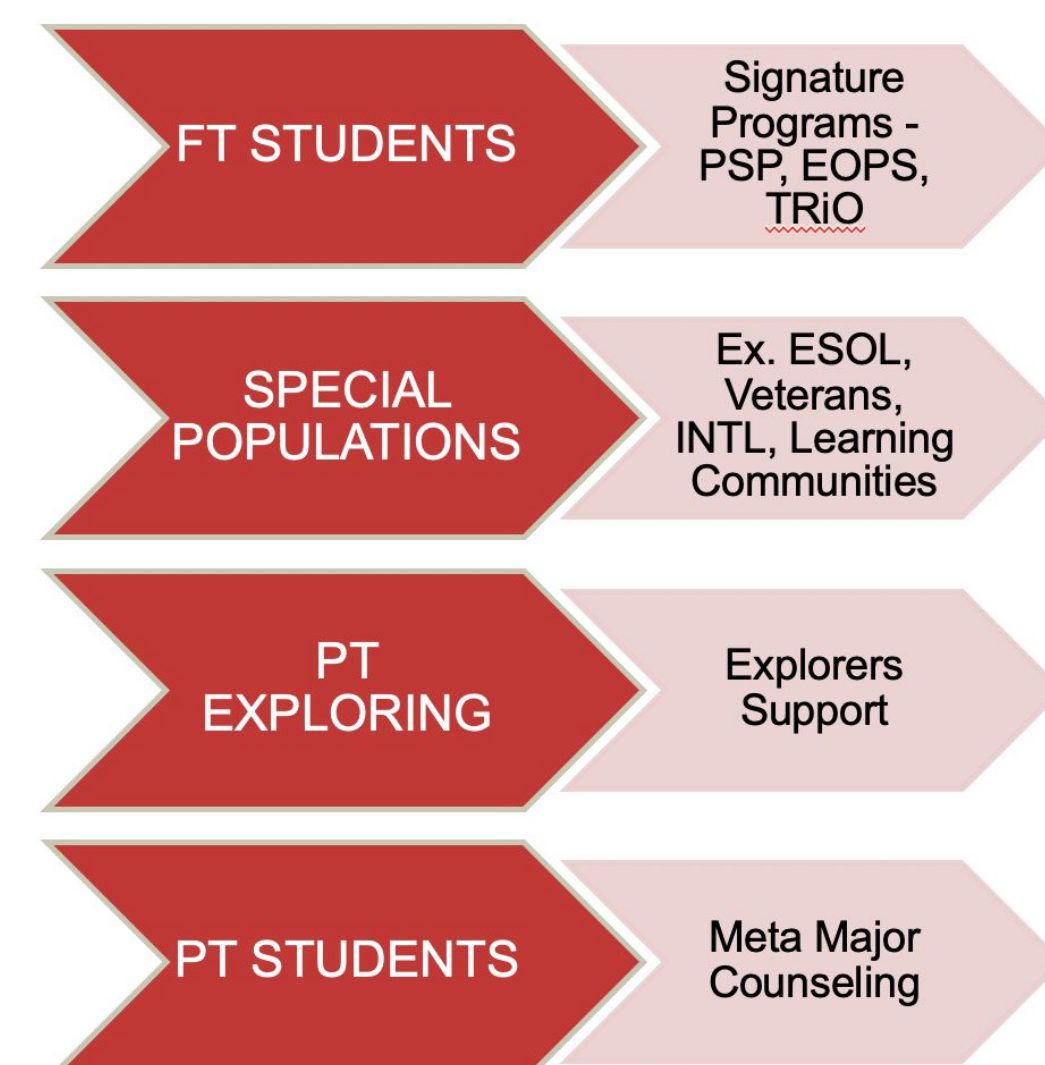 FT STUDENTS
Signature
Programs -
PSP, EOPS,
TRiO
SPECIAL
POPULATIONS
Ex. ESOL,
Veterans,
INTL, Learning
Communities
PT
EXPLORING
Explorers
Support
PT STUDENTS
Meta Major
Counseling